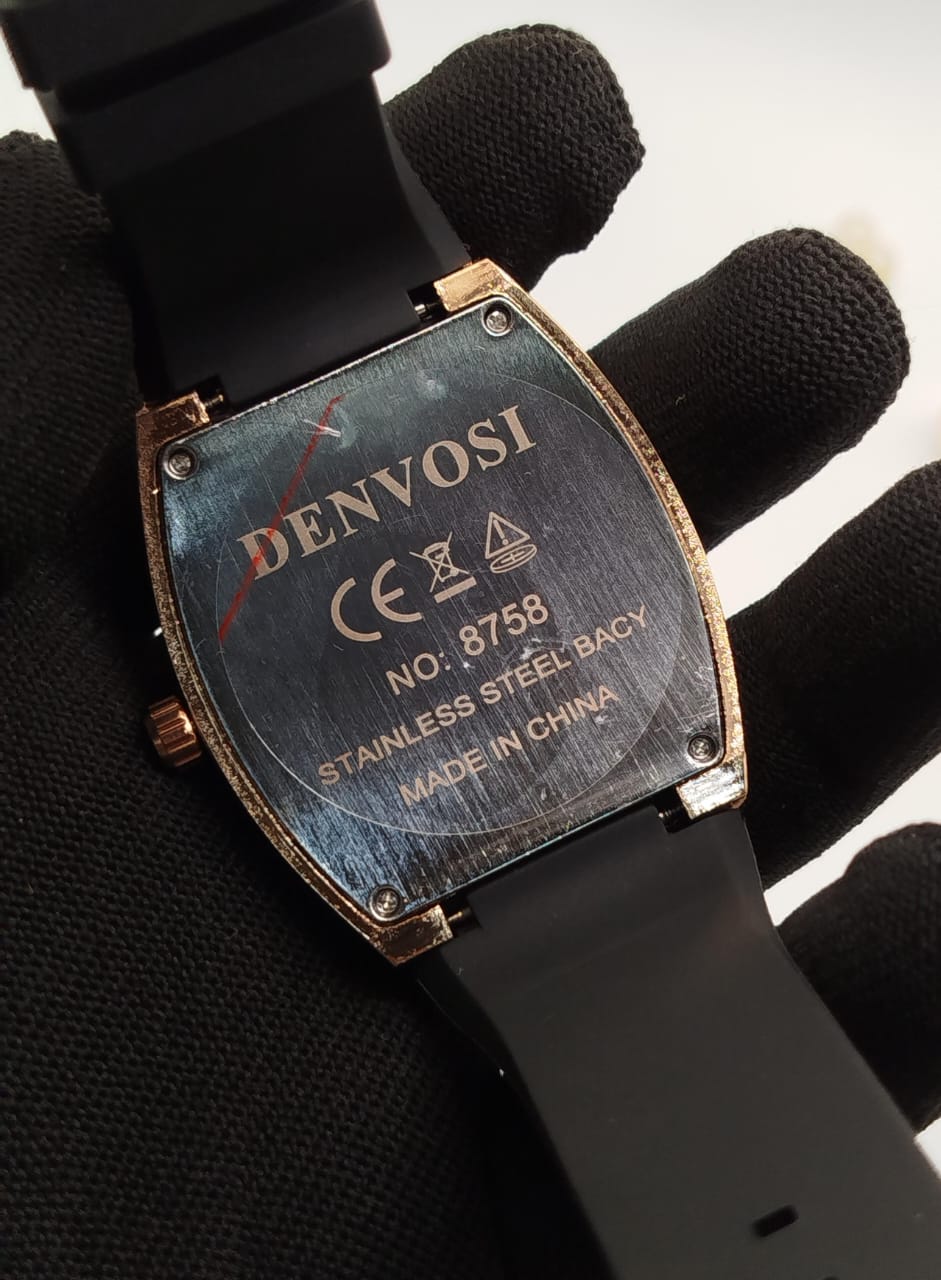 DENVOSI
CE
NO: 8758
STAINLESS STEEL BACY
MADE IN CHINA